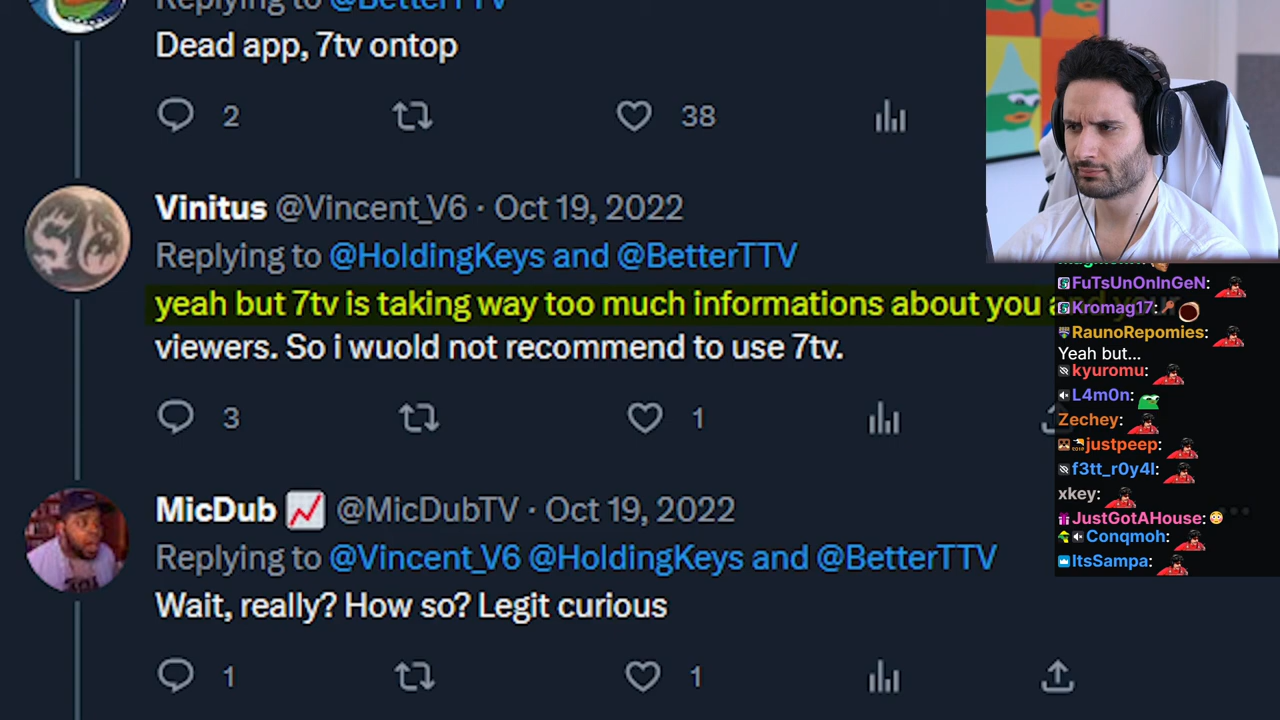 Replying to @BetterTTV
Dead app, 7tv ontop
2
38
Vinitus @Vincent_V6 · Oct 19, 2022
Replying to @HoldingKeys and @BetterTTV
yeah but 7tv is taking way too much informations about you and your
viewers. So i wuold not recommend to use 7tv.
3
1
MicDub @MicDubTV · Oct 19, 2022
Replying to @Vincent_V6 @HoldingKeys and @BetterTTV
Wait, really? How so? Legit curious
1
1
FuTsUnOnInGeN:
Kromag17:
RaunoRepomies:
Yeah but...
kyuromu:
L4m0n:
Zechey:
justpeep:
f3tt_r0y4l:
xkey:
JustGotAHouse:
Conqmoh:
ItsSampa: